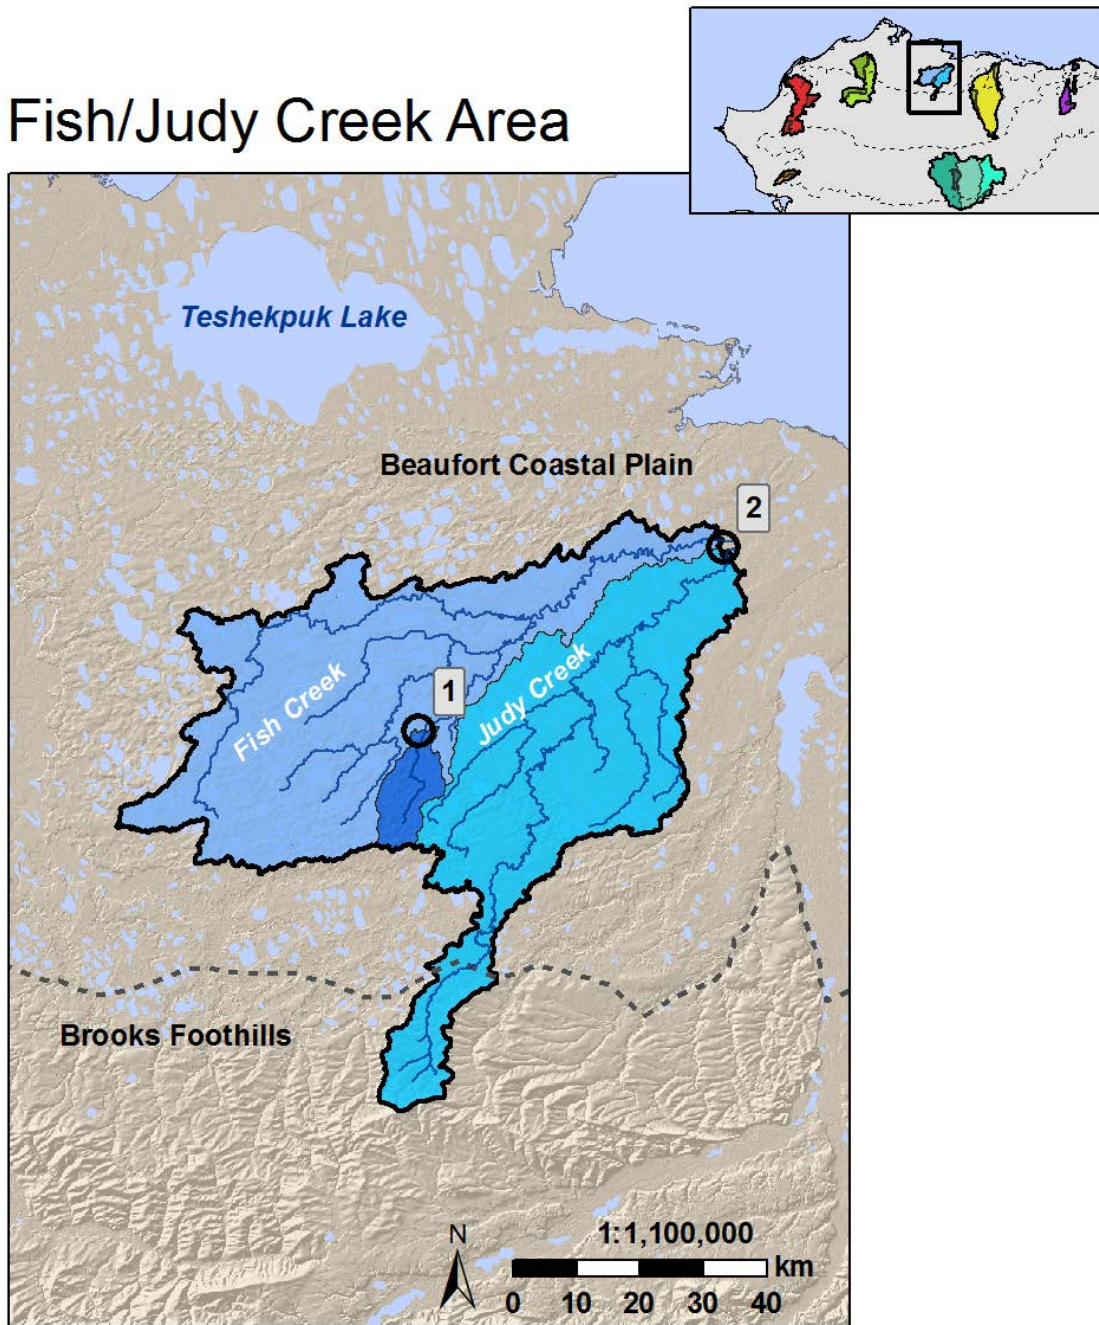 Fish/Judy Creek Area
Teshekpuk Lake
Beaufort Coastal Plain
2
1
Fish Creek
Judy Creek
Brooks Foothills
N
1:1,100,000
km
0 10 20 30 40